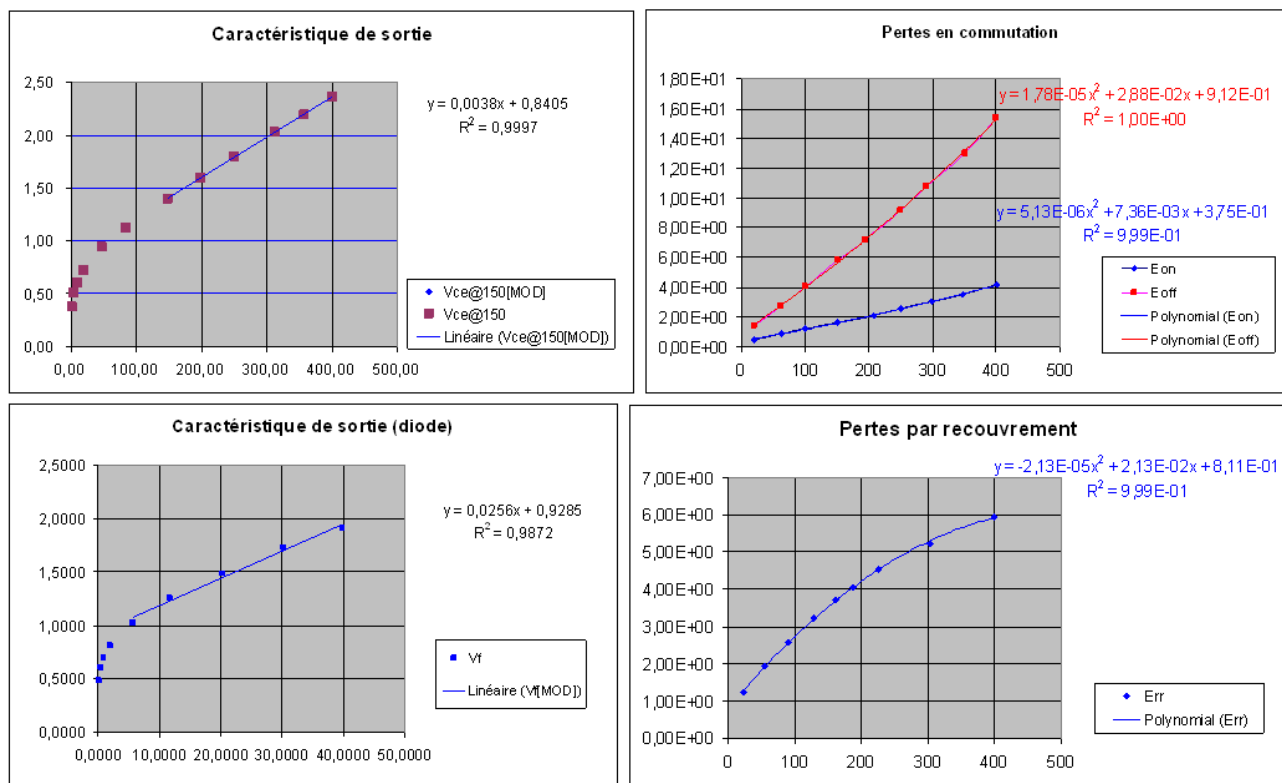 Caractéristique de sortie
2,50
2,00
1,50
1,00
0,50
0,00
0,00 100,00 200,00 300,00 400,00 500,00
y = 0,0038x + 0,8405
R² = 0,9997
Vce@150[MOD]
Vce@150
Linéaire (Vce@150[MOD])
Pertes en commutation
1,80E+01
1,60E+01
1,40E+01
1,20E+01
1,00E+01
8,00E+00
6,00E+00
4,00E+00
2,00E+00
0,00E+00
0 100 200 300 400 500
y = 1,78E-05x² + 2,88E-02x + 9,12E-01
R² = 1,00E+00
y = 5,13E-06x² + 7,36E-03x + 3,75E-01
R² = 9,99E-01
Eon
Eoff
Polynomial (Eon)
Polynomial (Eoff)
Caractéristique de sortie (diode)
2,5000
2,0000
1,5000
1,0000
0,5000
0,0000
0,0000 10,0000 20,0000 30,0000 40,0000 50,0000
y = 0,0256x + 0,9285
R² = 0,9872
Vf
Linéaire (Vf[MOD])
Pertes par recouvrement
7,00E+00
6,00E+00
5,00E+00
4,00E+00
3,00E+00
2,00E+00
1,00E+00
0,00E+00
0 100 200 300 400 500
y = -2,13E-05x² + 2,13E-02x + 8,11E-01
R² = 9,99E-01
Err
Polynomial (Err)